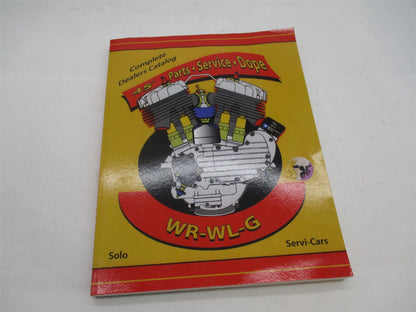 Complete
Dealers Catalog
45" Parts • Service • Dope
WR-WL-G
Solo
Servi-Cars